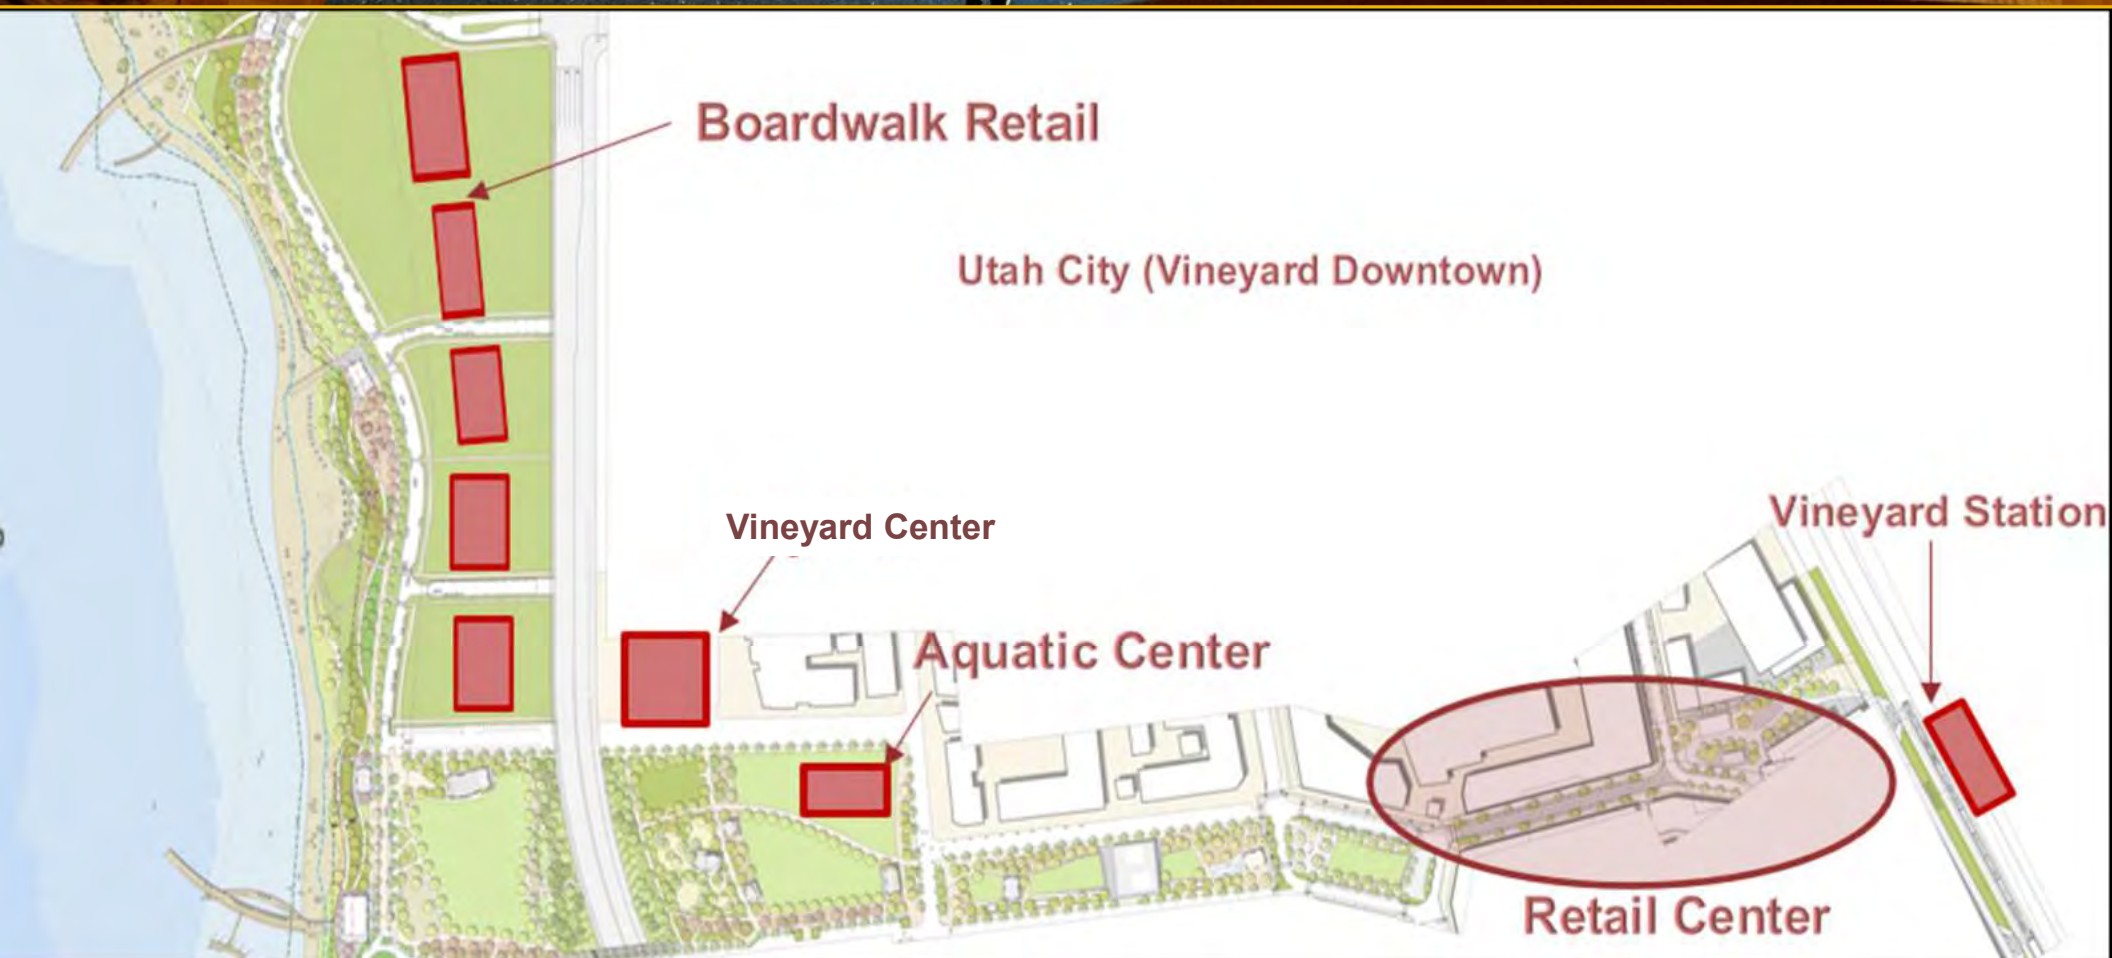 Boardwalk Retail
Utah City (Vineyard Downtown)
Vineyard Center
Vineyard Station
Aquatic Center
Retail Center